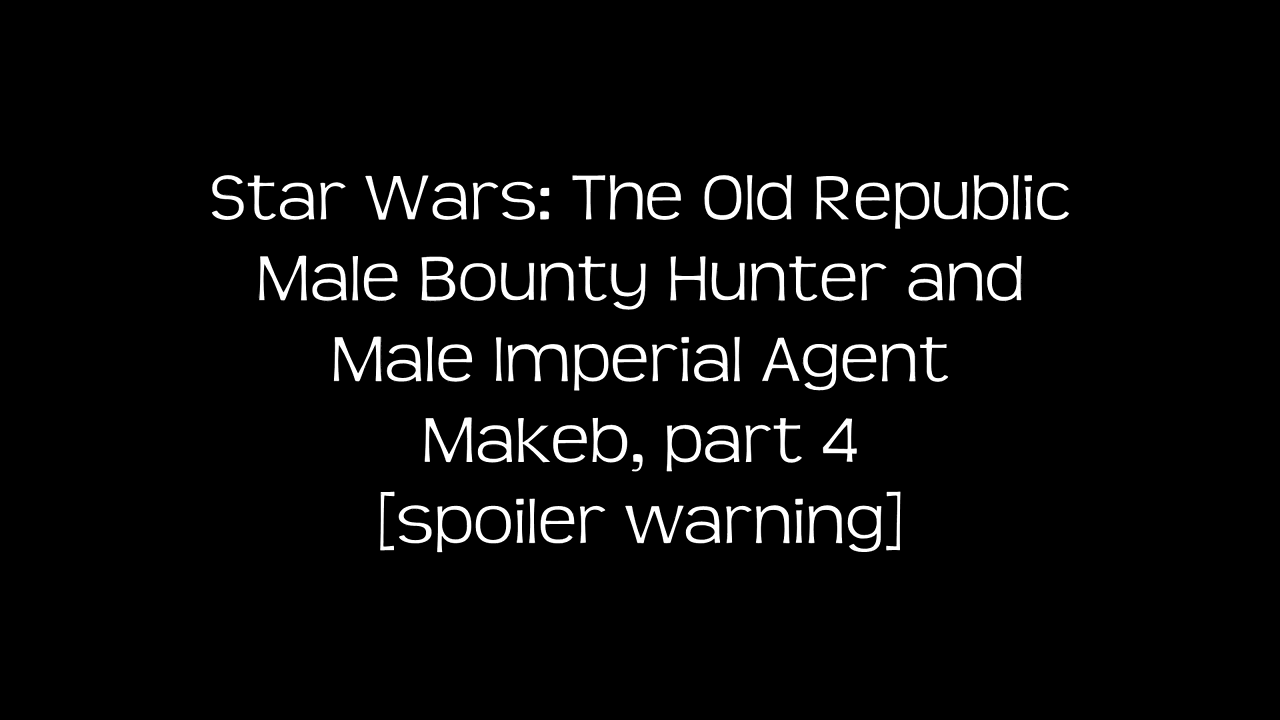 Star Wars: The Old Republic
Male Bounty Hunter and
Male Imperial Agent
Makeb, part 4
[spoiler warning]